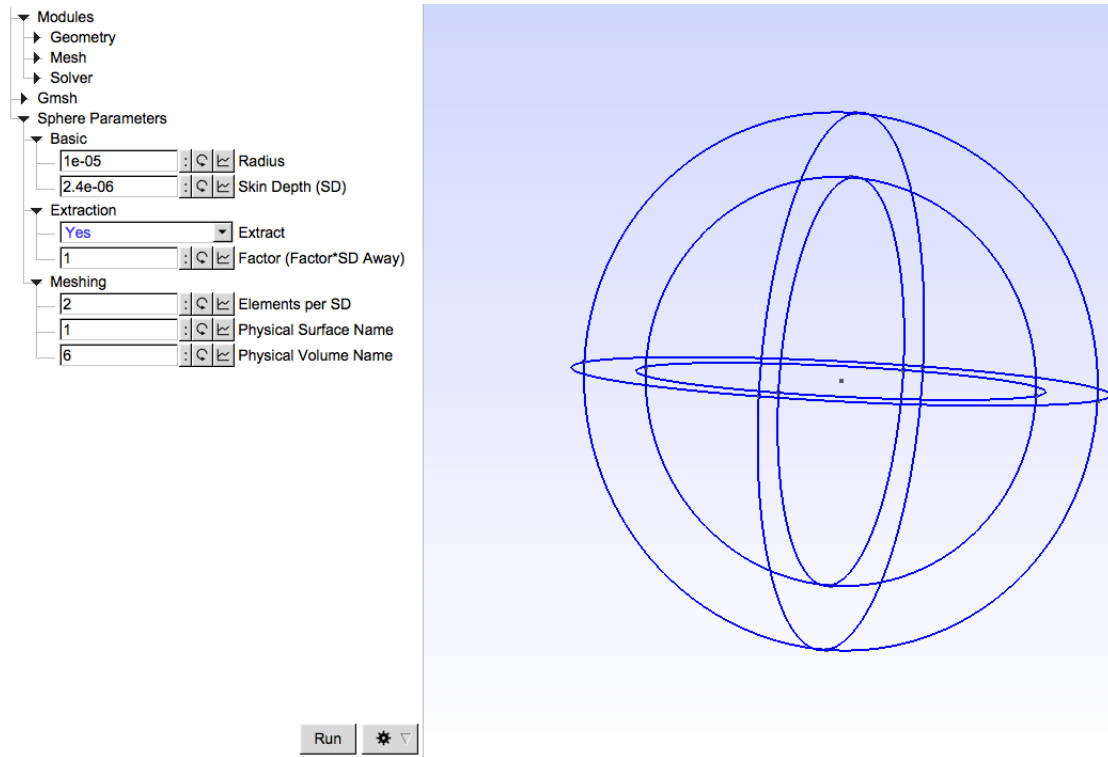 Modules
Geometry
Mesh
Solver
Gmsh
Sphere Parameters
Basic
1e-05 : Radius
2.4e-06 : Skin Depth (SD)
Extraction
Yes Extract
1 : Factor (Factor*SD Away)
Meshing
2 : Elements per SD
1 : Physical Surface Name
6 : Physical Volume Name
Run